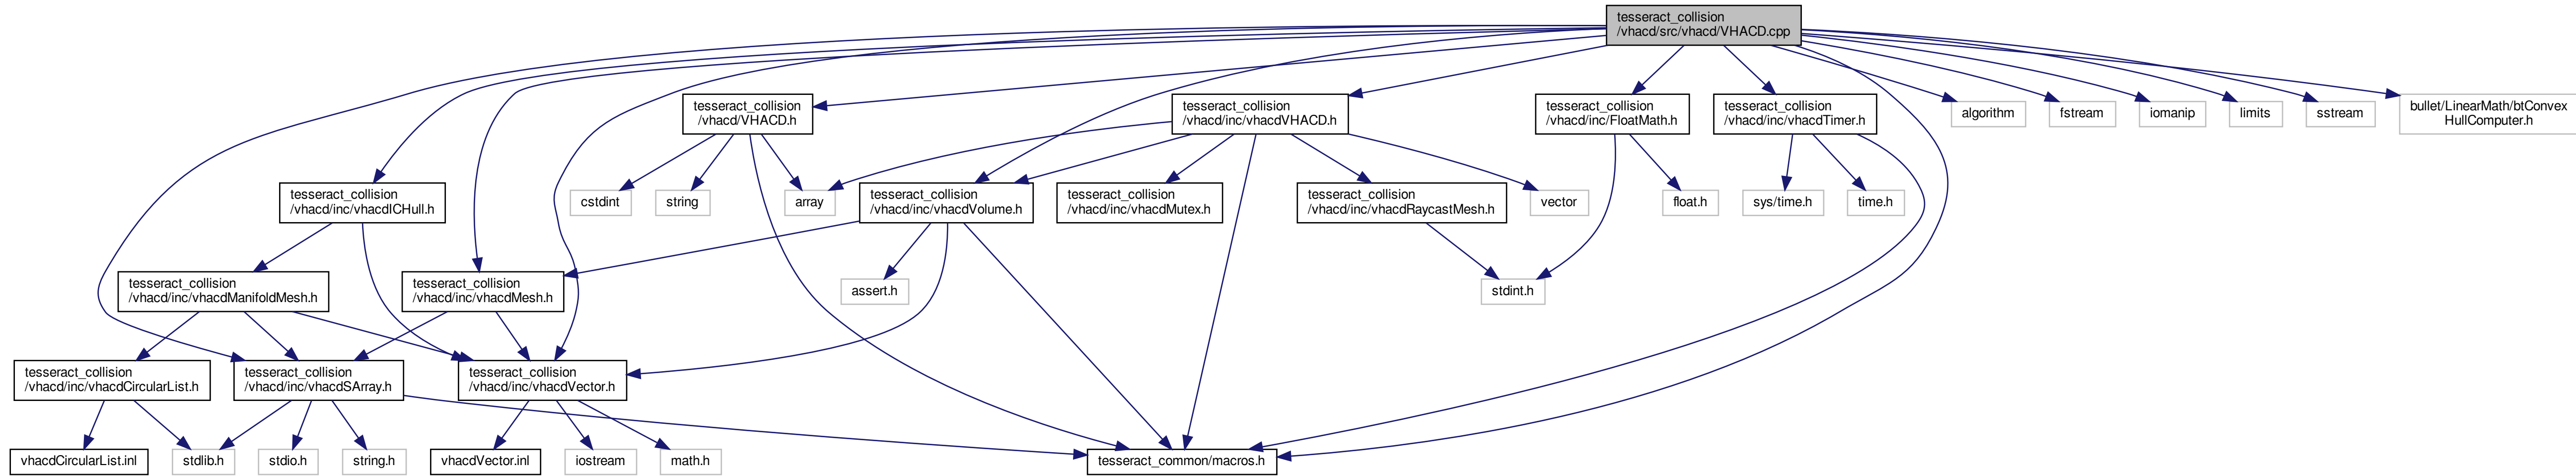 tesseract_collision
/vhacd/src/vhacd/VHACD.cpp
tesseract_collision
/vhacd/VHACD.h
tesseract_collision
/vhacd/inc/vhacdVHACD.h
tesseract_collision
/vhacd/inc/FloatMath.h
tesseract_collision
/vhacd/inc/vhacdTimer.h
algorithm
fstream
iomanip
limits
sstream
bullet/LinearMath/btConvex
HullComputer.h
tesseract_collision
/vhacd/inc/vhacdICHull.h
cstdint
string
array
tesseract_collision
/vhacd/inc/vhacdVolume.h
tesseract_collision
/vhacd/inc/vhacdMutex.h
tesseract_collision
/vhacd/inc/vhacdRaycastMesh.h
vector
float.h
sys/time.h
time.h
tesseract_collision
/vhacd/inc/vhacdManifoldMesh.h
tesseract_collision
/vhacd/inc/vhacdMesh.h
assert.h
stdint.h
tesseract_collision
/vhacd/inc/vhacdCircularList.h
tesseract_collision
/vhacd/inc/vhacdSArray.h
tesseract_collision
/vhacd/inc/vhacdVector.h
vhacdCircularList.inl
stdlib.h
stdio.h
string.h
vhacdVector.inl
iostream
math.h
tesseract_common/macros.h